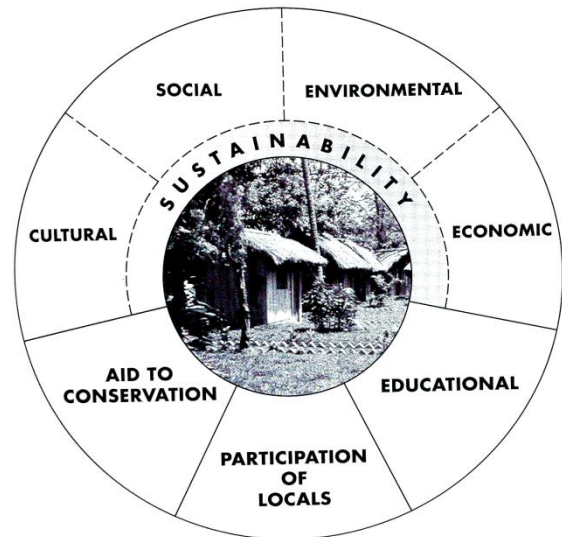 SOCIAL
ENVIRONMENTAL
SUSTAINABILITY
CULTURAL
ECONOMIC
AID TO
CONSERVATION
EDUCATIONAL
PARTICIPATION
OF
LOCALS